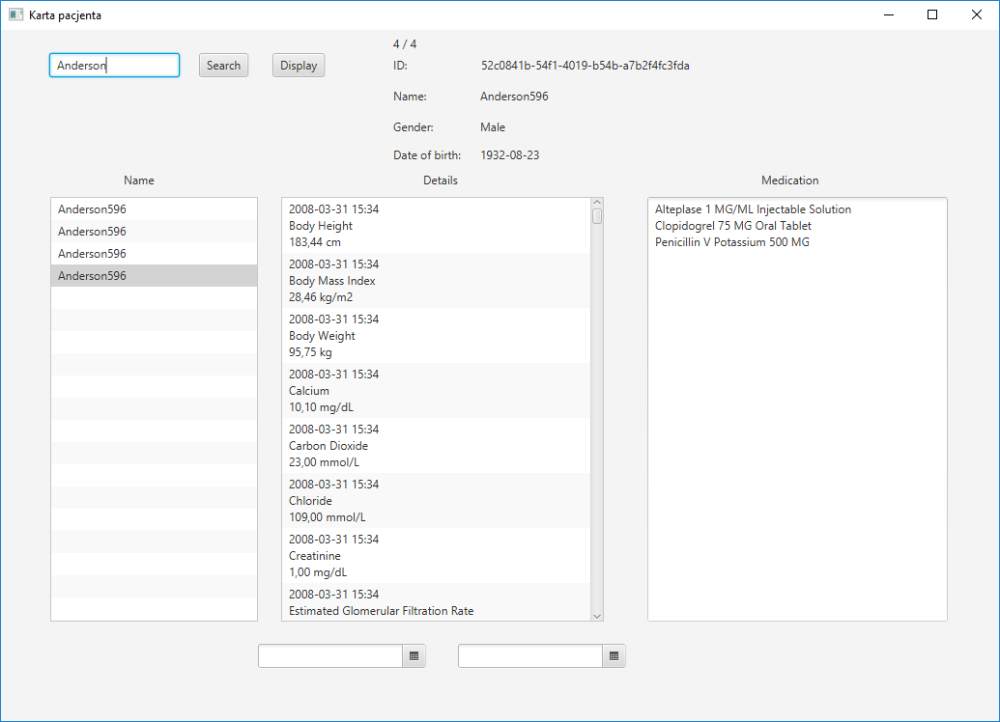 Karta pacjenta
Anderson
Search
Display
4 / 4
ID: 52c0841b-54f1-4019-b54b-a7b2f4fc3fda
Name: Anderson596
Gender: Male
Date of birth: 1932-08-23
Name
Anderson596
Anderson596
Anderson596
Anderson596
Details
2008-03-31 15:34
Body Height
183,44 cm
2008-03-31 15:34
Body Mass Index
28,46 kg/m2
2008-03-31 15:34
Body Weight
95,75 kg
2008-03-31 15:34
Calcium
10,10 mg/dL
2008-03-31 15:34
Carbon Dioxide
23,00 mmol/L
2008-03-31 15:34
Chloride
109,00 mmol/L
2008-03-31 15:34
Creatinine
1,00 mg/dL
2008-03-31 15:34
Estimated Glomerular Filtration Rate
Medication
Alteplase 1 MG/ML Injectable Solution
Clopidogrel 75 MG Oral Tablet
Penicillin V Potassium 500 MG